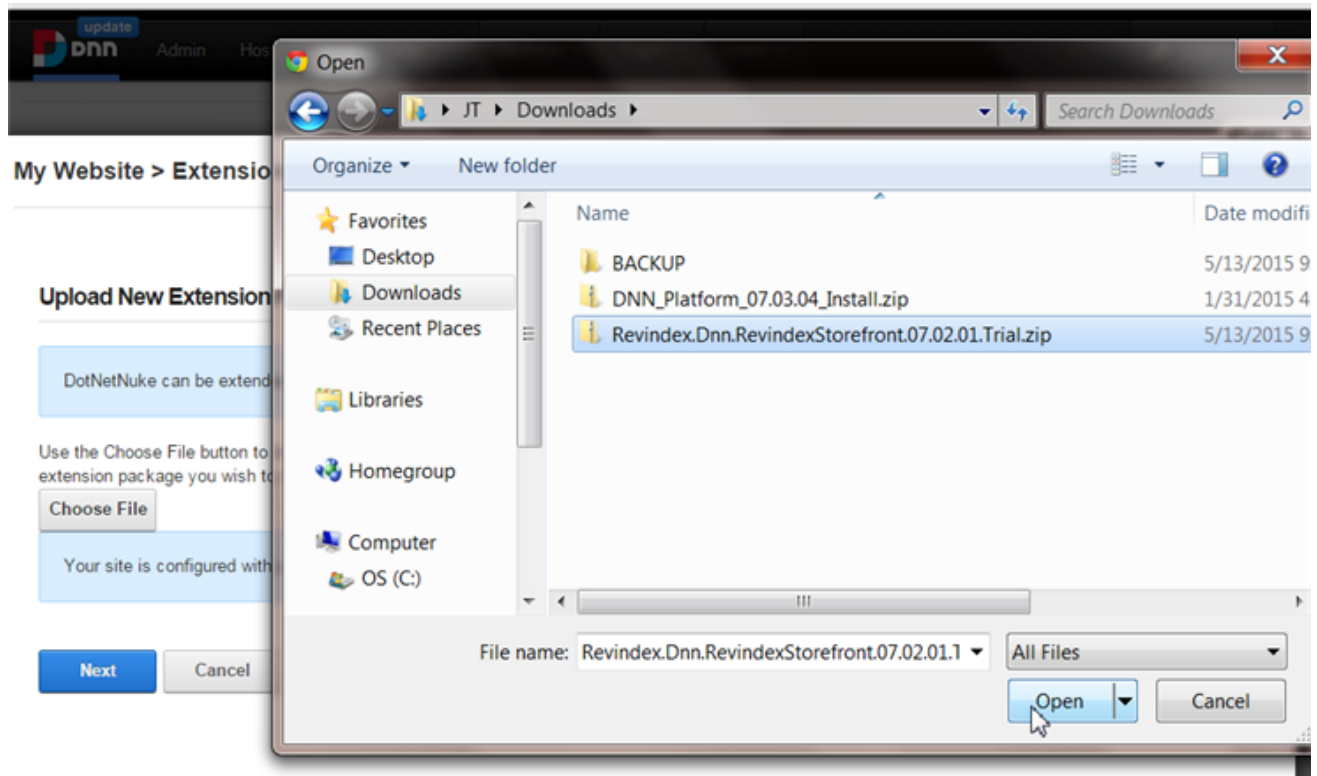 update
DNN Admin Hos
Open
JT Downloads
Search Downloads
My Website > Extensio
Organize New folder
Favorites
Desktop
Downloads
Recent Places
Libraries
Homegroup
Computer
OS (C:)
Name Date modifi
BACKUP 5/13/2015 9
DNN_Platform_07.03.04_Install.zip 1/31/2015 4
Revindex.Dnn.RevindexStorefront.07.02.01.Trial.zip 5/13/2015 9
Upload New Extension
DotNetNuke can be extend
Use the Choose File button to
extension package you wish to
Choose File
Your site is configured with
Next Cancel
File name: Revindex.Dnn.RevindexStorefront.07.02.01.T All Files
Open Cancel